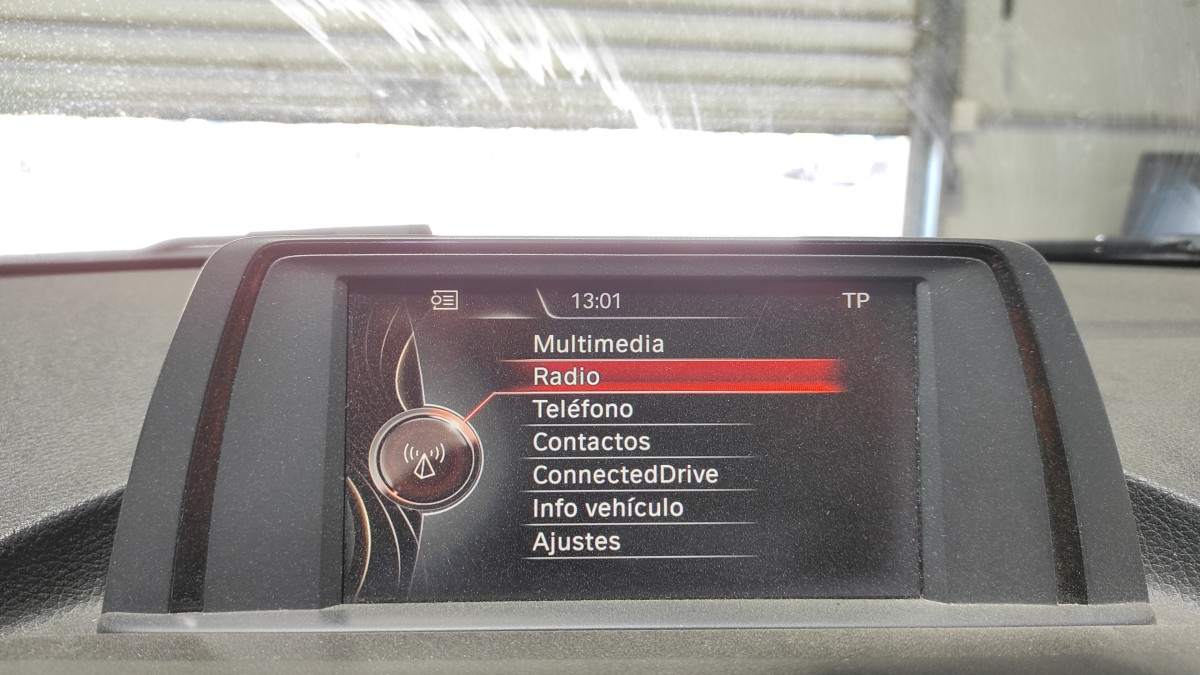 13:01 TP
Multimedia
Radio
Teléfono
Contactos
ConnectedDrive
Info vehículo
Ajustes